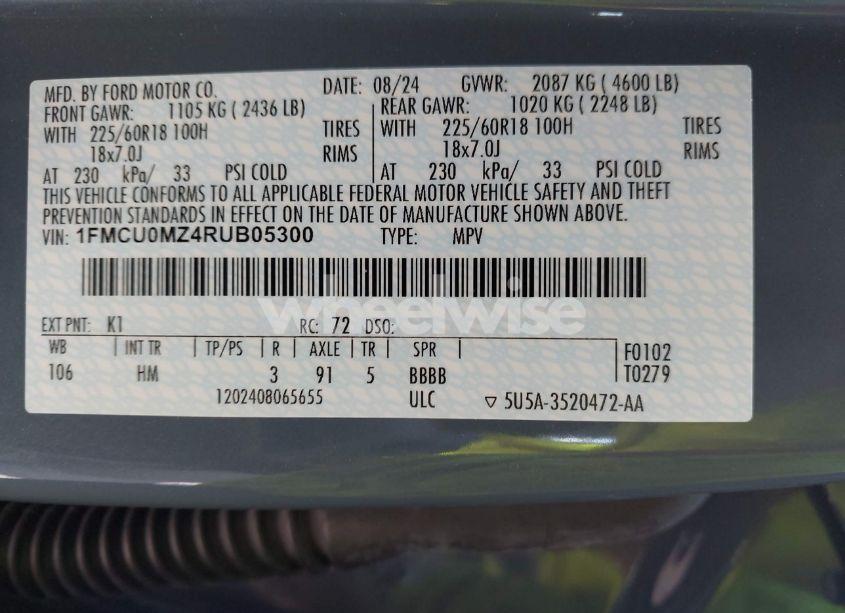 MFD. BY FORD MOTOR CO. DATE: 08/24 GVWR: 2087 KG ( 4600 LB)
FRONT GAWR: 1105 KG ( 2436 LB) REAR GAWR: 1020 KG ( 2248 LB)
WITH 225/60R18 100H TIRES WITH 225/60R18 100H TIRES
18x7.0J RIMS 18x7.0J RIMS
AT 230 kPa/ 33 PSI COLD AT 230 kPa/ 33 PSI COLD
THIS VEHICLE CONFORMS TO ALL APPLICABLE FEDERAL MOTOR VEHICLE SAFETY AND THEFT
PREVENTION STANDARDS IN EFFECT ON THE DATE OF MANUFACTURE SHOWN ABOVE.
VIN: 1FMCU0MZ4RUB05300 TYPE: MPV
wheelwise
EXT PNT: K1 RC: 72 DSO:
WB INT TR TP/PS R AXLE TR SPR F0102
106 HM 3 91 5 BBBB T0279
1202408065655 ULC ▽ 5U5A-3520472-AA